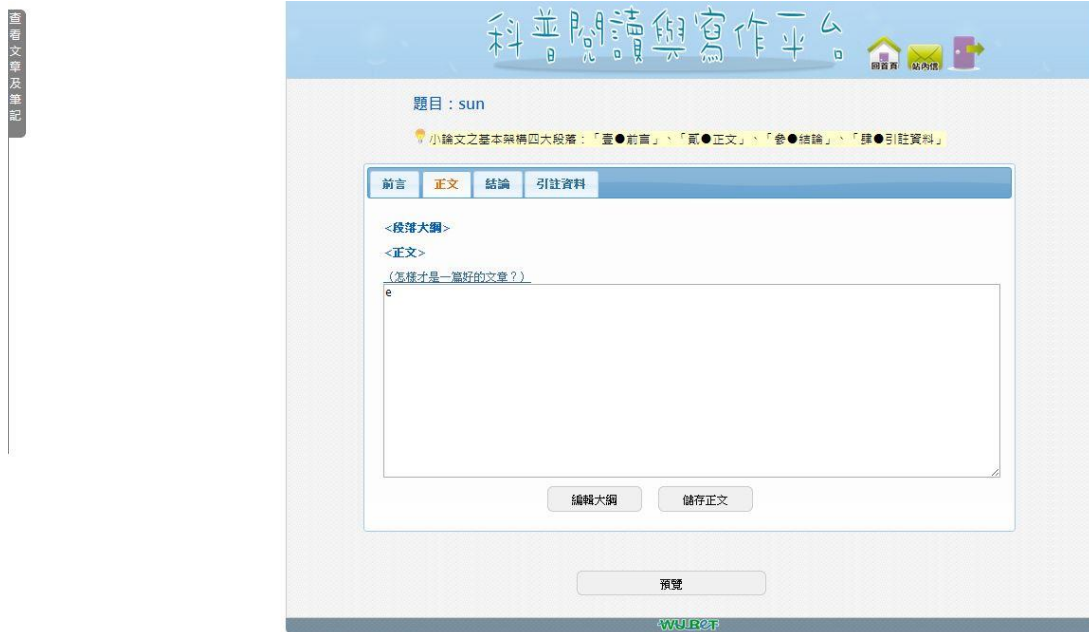 查看文章及筆記
科普閱讀與寫作平台
回首頁 站內信
題目：sun
小論文之基本架構四大段落：「壹●前言」、「貳●正文」、「參●結論」、「肆●引註資料」
前言 正文 結論 引註資料
<段落大綱>
<正文>
（怎樣才是一篇好的文章？）
e
編輯大綱 儲存正文
預覽
WU.BET